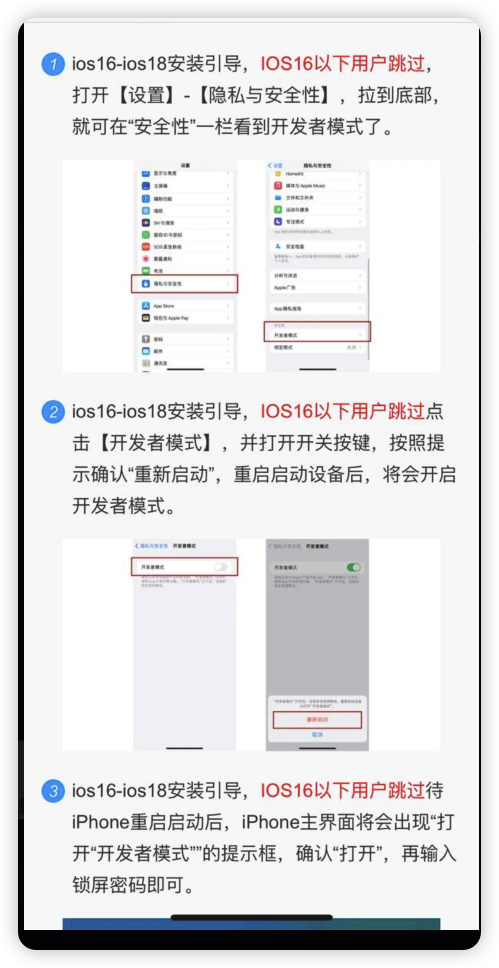 1 ios16-ios18安装引导，IOS16以下用户跳过，
打开【设置】-【隐私与安全性】，拉到底部，
就可在“安全性”一栏看到开发者模式了。
设置
显示与亮度
主屏幕
辅助功能
墙纸
Siri与搜索
面容ID与密码
SOS紧急联络
暴露通知
电池
隐私与安全性
App Store
钱包与 Apple Pay
密码
邮件
通讯录
设置 隐私与安全性
HomeKit
媒体与 Apple Music
文件和文件夹
运动与健身
专注模式
安全检查
分析与改进
Apple广告
App隐私报告
安全性
开发者模式
锁定模式 关闭
2 ios16-ios18安装引导，IOS16以下用户跳过点
击【开发者模式】，并打开开关按键，按照提
示确认“重新启动”，重启启动设备后，将会开启
开发者模式。
隐私与安全性 开发者模式
开发者模式
隐私与安全性 开发者模式
开发者模式
重新启动
取消
3 ios16-ios18安装引导，IOS16以下用户跳过待
iPhone重启启动后，iPhone主界面将会出现“打
开“开发者模式””的提示框，确认“打开”，再输入
锁屏密码即可。